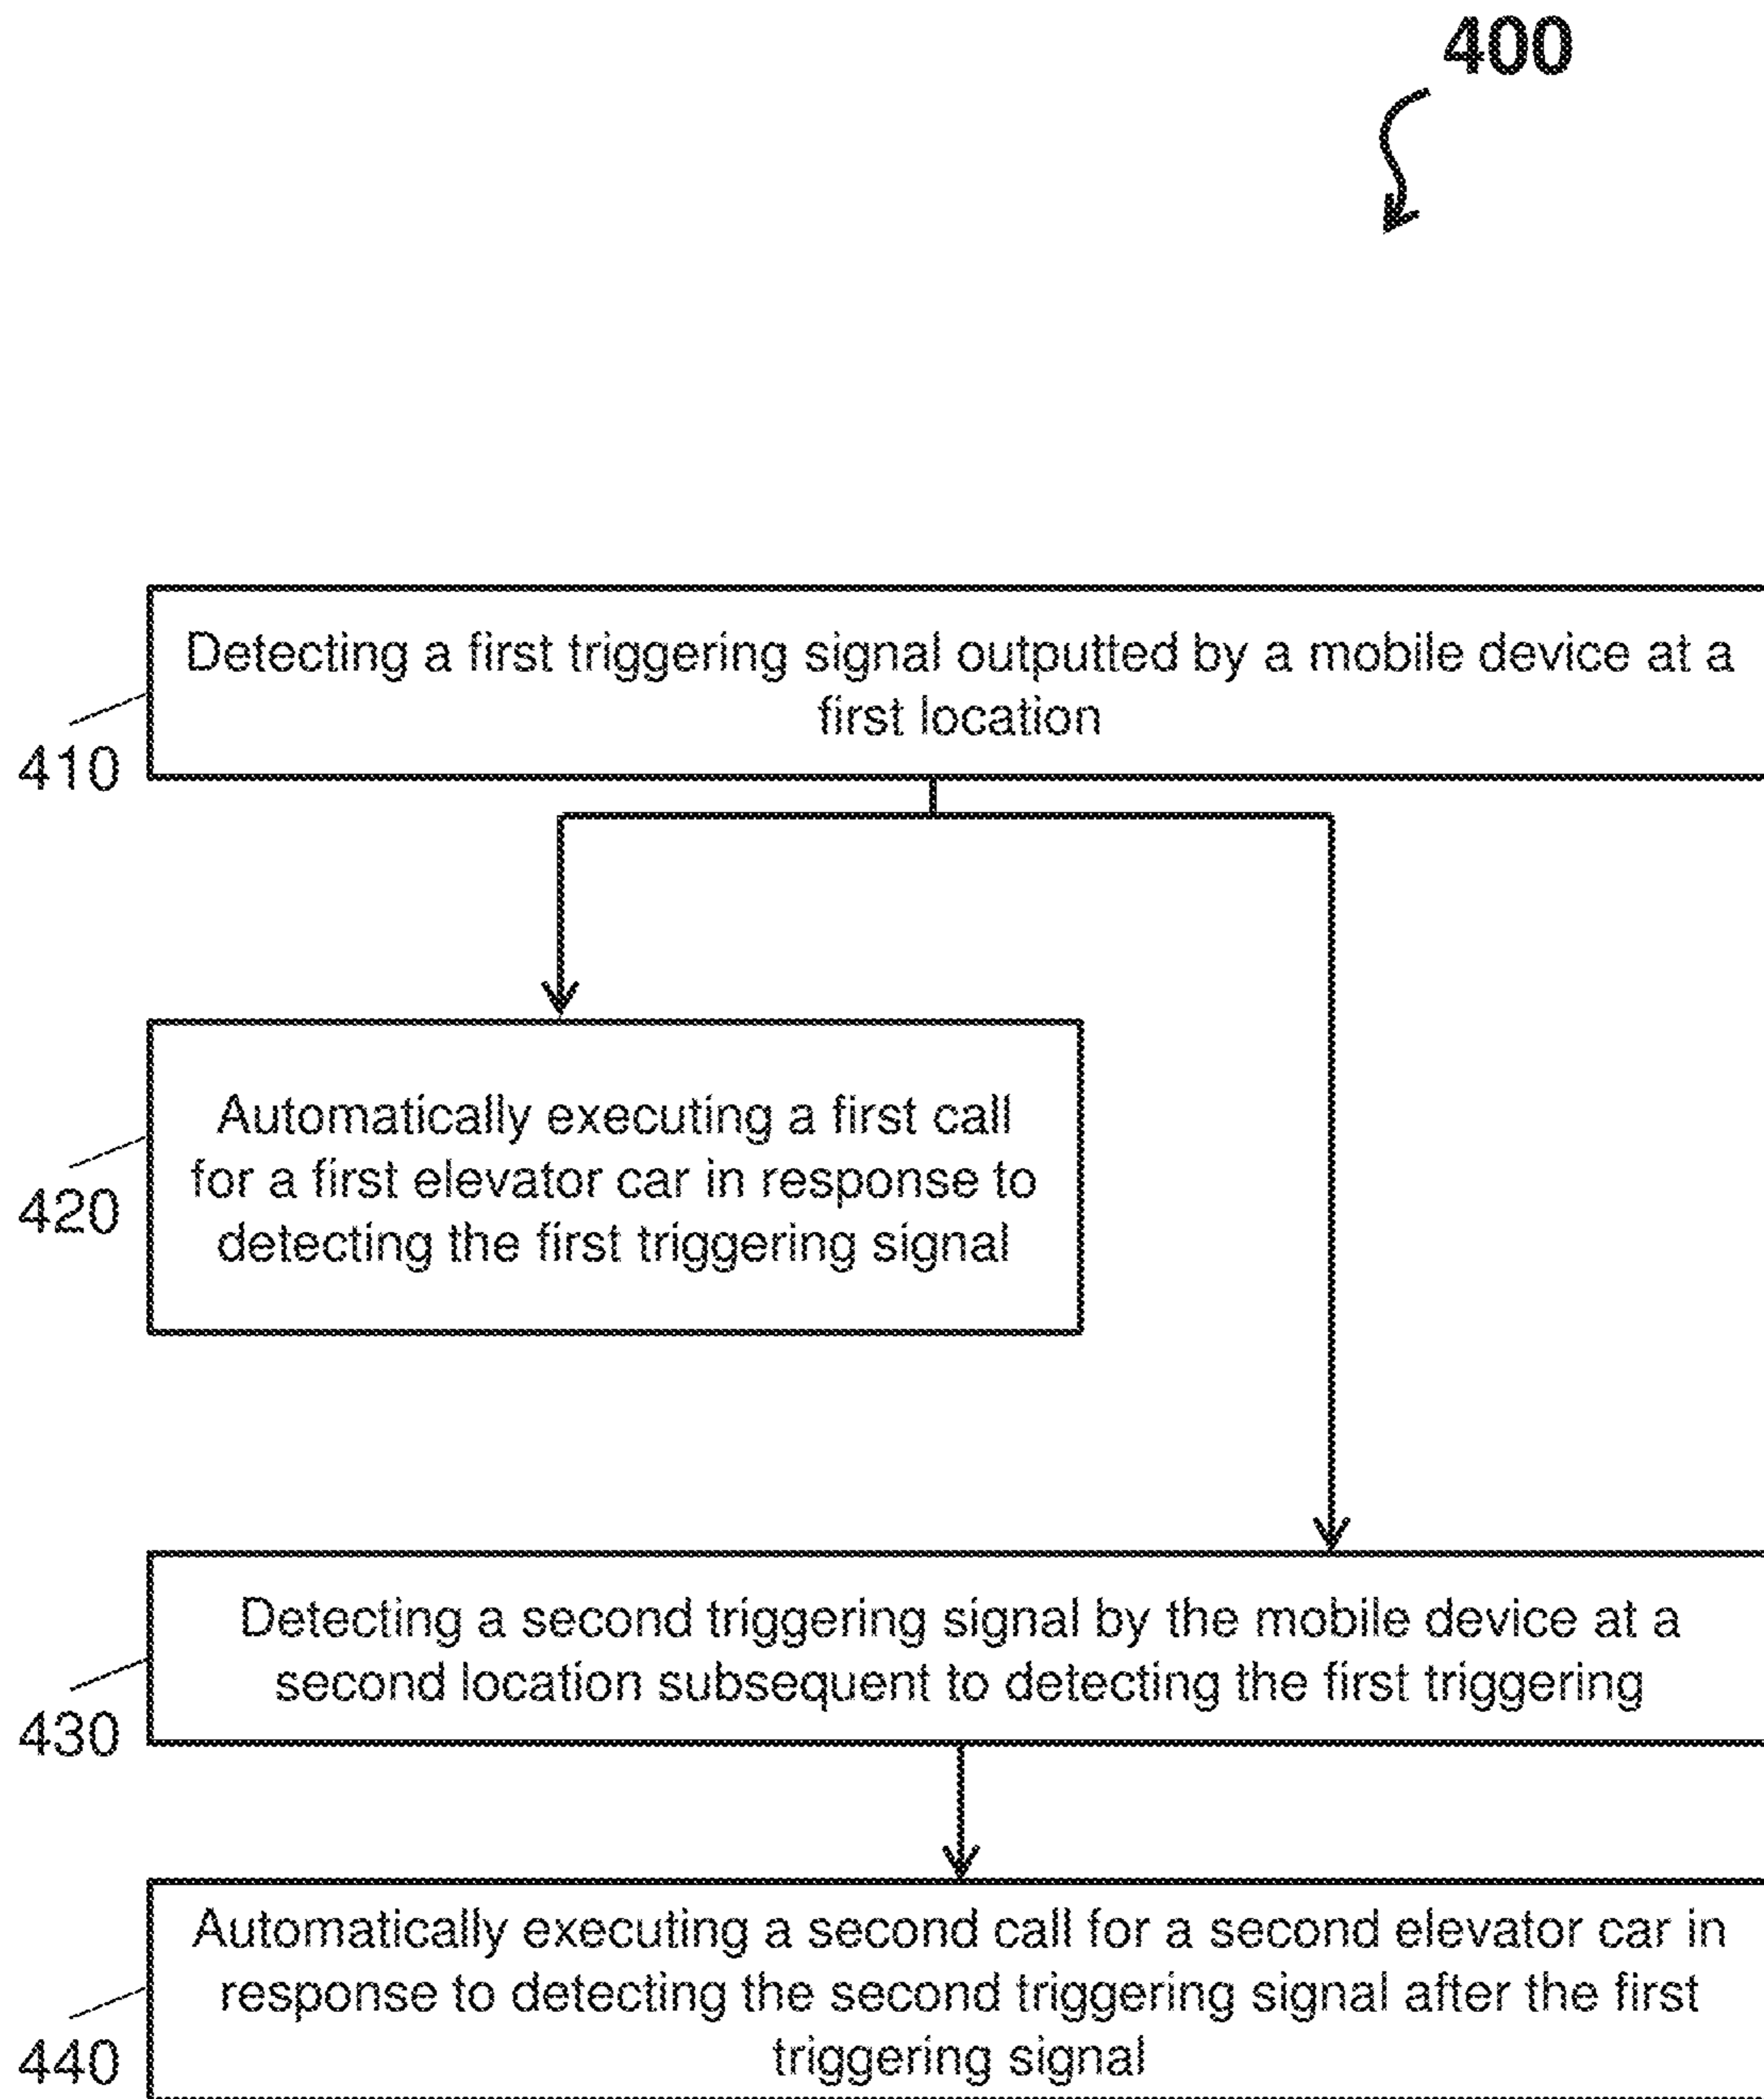 400
Detecting a first triggering signal outputted by a mobile device at a
first location
410
Automatically executing a first call
for a first elevator car in response to
detecting the first triggering signal
420
Detecting a second triggering signal by the mobile device at a
second location subsequent to detecting the first triggering
430
Automatically executing a second call for a second elevator car in
response to detecting the second triggering signal after the first
triggering signal
440